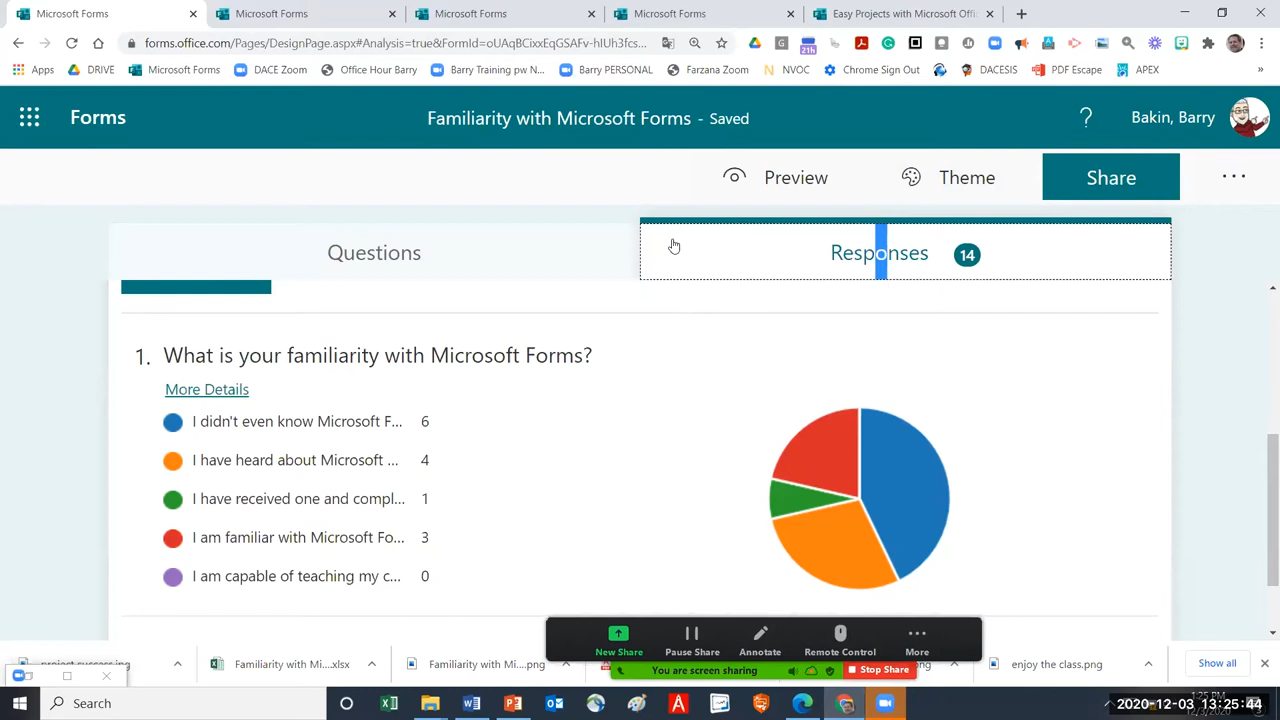 Microsoft Forms
Microsoft Forms
Microsoft Forms
Microsoft Forms
Easy Projects with Microsoft Offi
forms.office.com/Pages/DesignPage.aspx#Analysis=true&FormId=
21h
Apps
DRIVE
Microsoft Forms
DACE Zoom
Office Hour Barry
Barry Training pw N...
Barry PERSONAL
Farzana Zoom
NVOC
Chrome Sign Out
DACESIS
PDF Escape
APEX
»
Forms
Familiarity with Microsoft Forms - Saved
?
Bakin, Barry
Preview
Theme
Share
Questions
Responses
14
1. What is your familiarity with Microsoft Forms?
More Details
I didn't even know Microsoft F... 6
I have heard about Microsoft ... 4
I have received one and compl... 1
I am familiar with Microsoft Fo... 3
I am capable of teaching my c... 0
New Share
Pause Share
Annotate
Remote Control
More
You are screen sharing
Stop Share
project success.jpg
Familiarity with Mi....xlsx
Familiarity with Mi....png
enjoy the class.png
Show all
Search
1:25 PM
2020-12-03 13:25:44